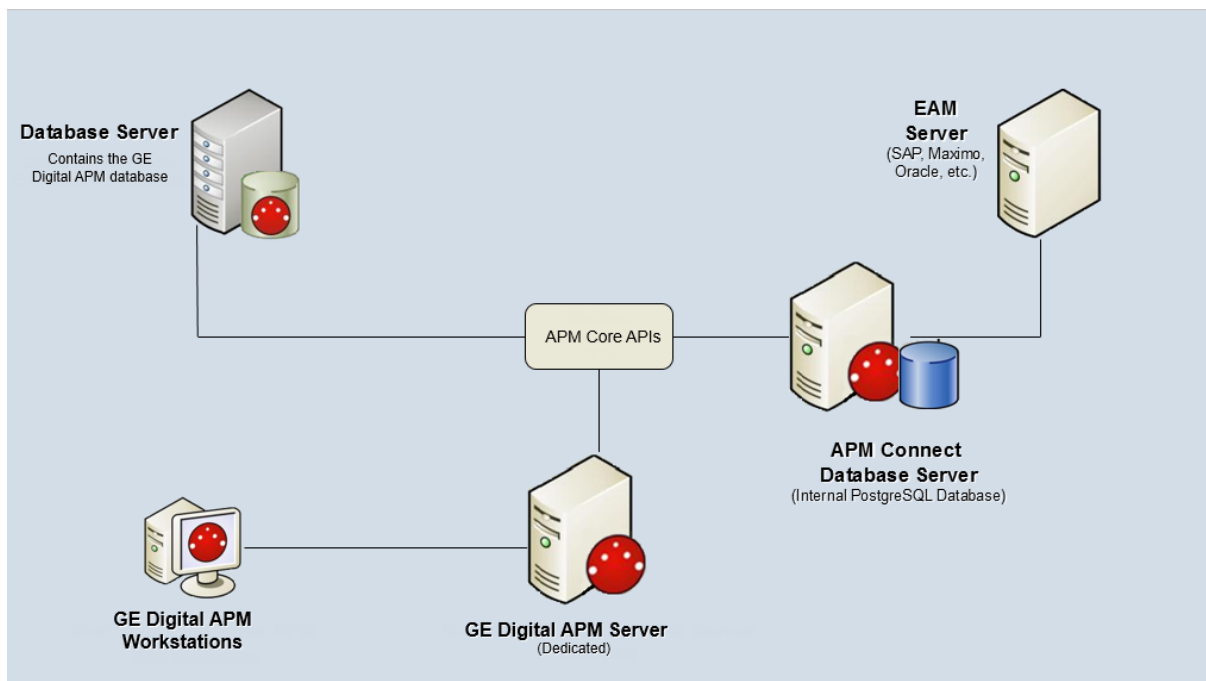 Database Server
Contains the GE
Digital APM database
EAM
Server
(SAP, Maximo,
Oracle, etc.)
APM Core APIs
APM Connect
Database Server
(Internal PostgreSQL Database)
GE Digital APM
Workstations
GE Digital APM Server
(Dedicated)